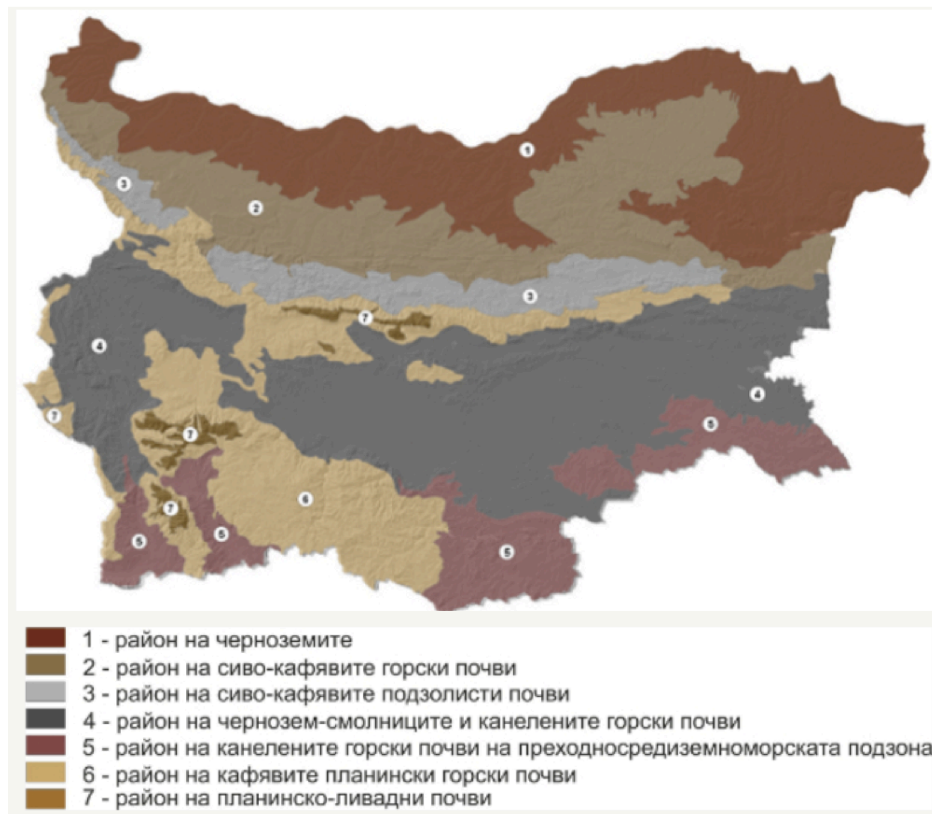 1
3
2
3
7
4
4
7
5
7
6
7
5
5
5
1 - район на черноземите
2 - район на сиво-кафявите горски почви
3 - район на сиво-кафявите подзолисти почви
4 - район на чернозем-смолниците и канелените горски почви
5 - район на канелените горски почви на преходносредиземноморската подзона
6 - район на кафявите планински горски почви
7 - район на планинско-ливадни почви